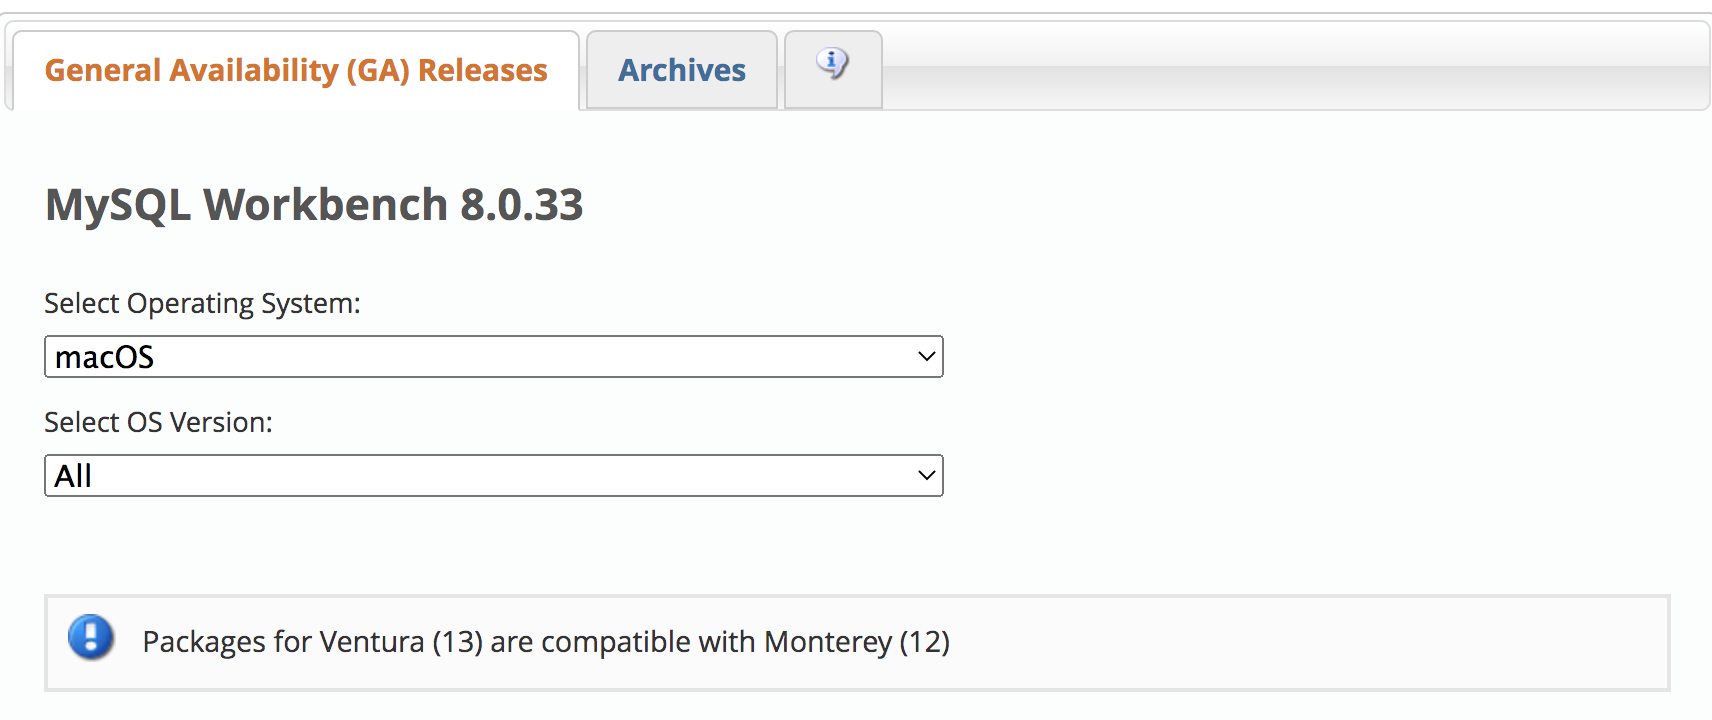 General Availability (GA) Releases
Archives
MySQL Workbench 8.0.33
Select Operating System:
macOS
Select OS Version:
All
Packages for Ventura (13) are compatible with Monterey (12)